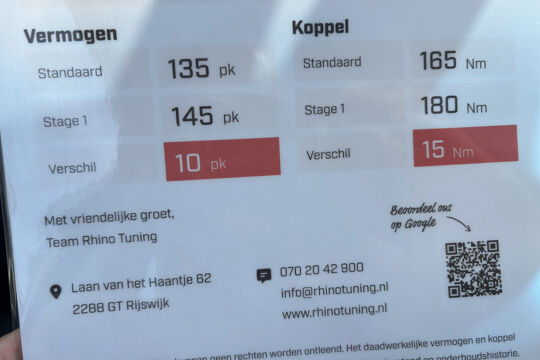 Vermogen
Standaard 135 pk
Stage 1 145 pk
Verschil 10 pk
Koppel
Standaard 165 Nm
Stage 1 180 Nm
Verschil 15 Nm
Met vriendelijke groet,
Team Rhino Tuning
Beoordeel ons
op Google
Laan van het Haantje 62
2288 GT Rijswijk
070 20 42 900
info@rhinotuning.nl
www.rhinotuning.nl
geen rechten worden ontleend. Het daadwerkelijke vermogen en koppel
en onderhoudshistorie.